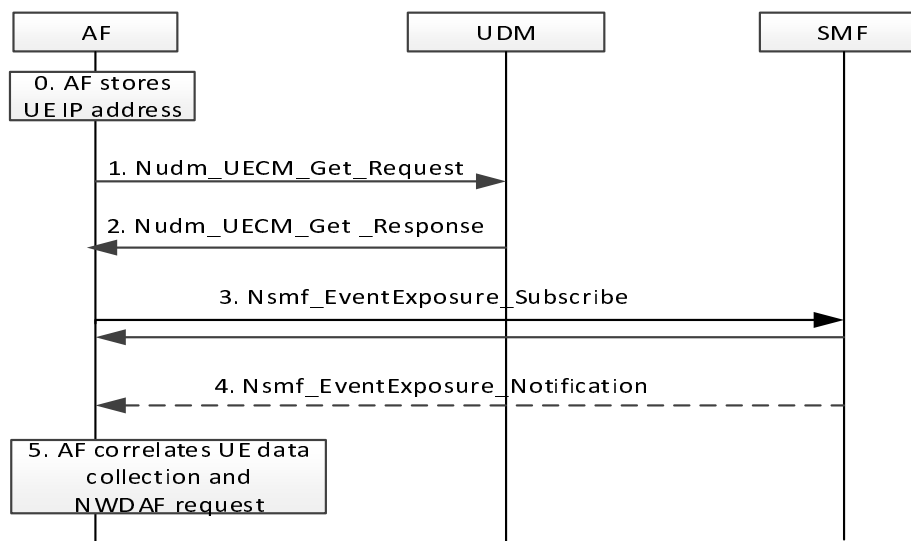 AF
UDM
SMF
0. AF stores
UE IP address
1. Nudm_UECM_Get_Request
2. Nudm_UECM_Get _Response
3. Nsmf_EventExposure_Subscribe
4. Nsmf_EventExposure_Notification
5. AF correlates UE data
collection and
NWDAF request